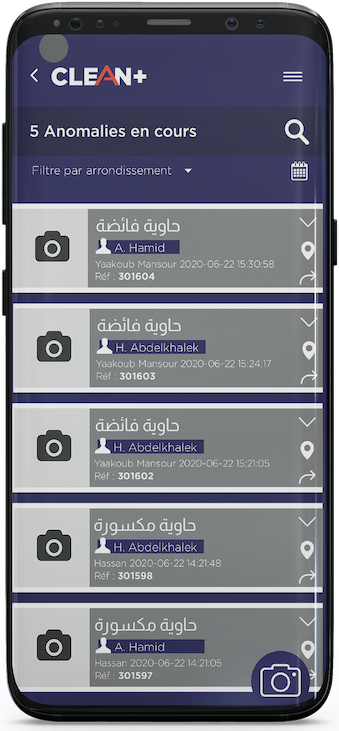 CLEAN+
5 Anomalies en cours
Filtre par arrondissement
حاوية فائضة
A. Hamid
Yaakoub Mansour 2020-06-22 15:30:58
Réf : 301604
حاوية فائضة
H. Abdelkhalek
Yaakoub Mansour 2020-06-22 15:24:17
Réf : 301603
حاوية فائضة
H. Abdelkhalek
Yaakoub Mansour 2020-06-22 15:21:05
Réf : 301602
حاوية مكسورة
H. Abdelkhalek
Hassan 2020-06-22 14:21:48
Réf : 301598
حاوية مكسورة
A. Hamid
Hassan 2020-06-22 14:21:05
Réf : 301597